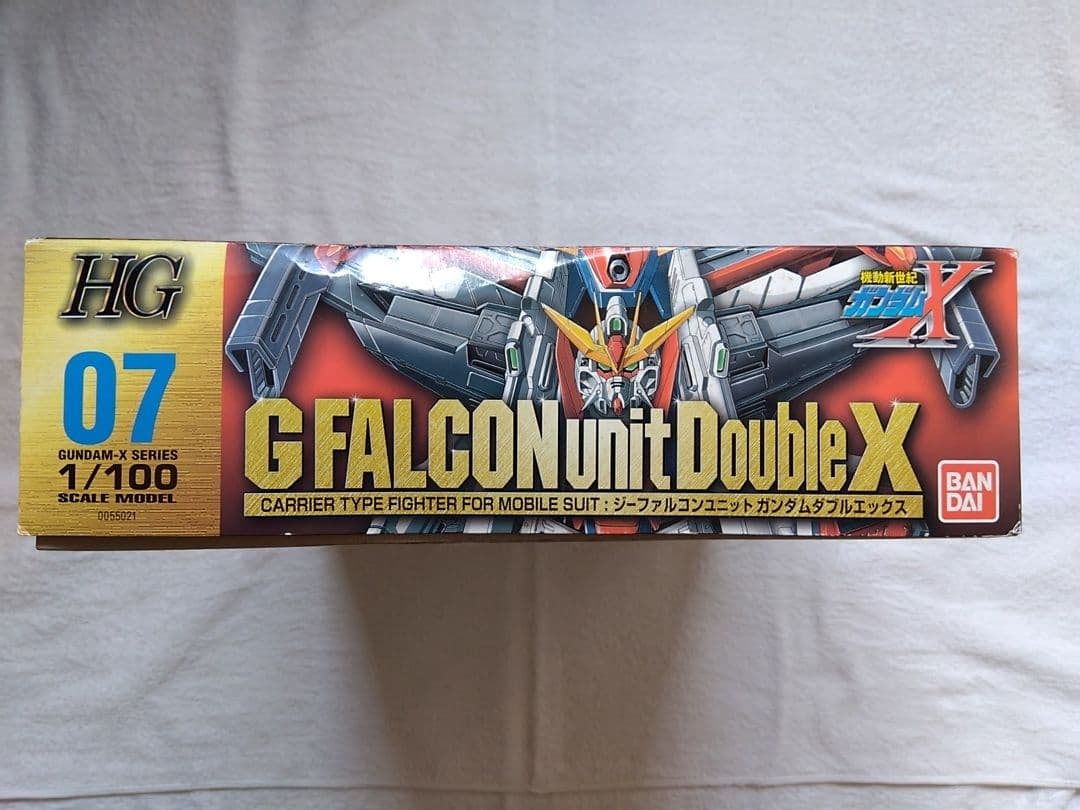 HG
07
GUNDAM-X SERIES
1/100
SCALE MODEL
0055021
機動新世紀
ガンダムX
G FALCON unit Double X
CARRIER TYPE FIGHTER FOR MOBILE SUIT : ジーファルコンユニット ガンダムダブルエックス
BAN
DAI